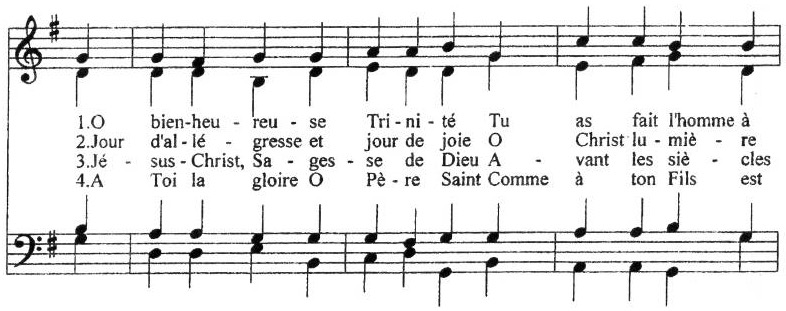 1.O bien-heu - reu - se Tri - ni - té Tu as fait l'homme à
2.Jour d'al - lé - gresse et jour de joie O Christ lu - miè - re
3.Jé - sus-Christ, Sa - ges - se de Dieu A - vant les siè - cles
4.A Toi la gloire O Pè - re Saint Comme à ton Fils est